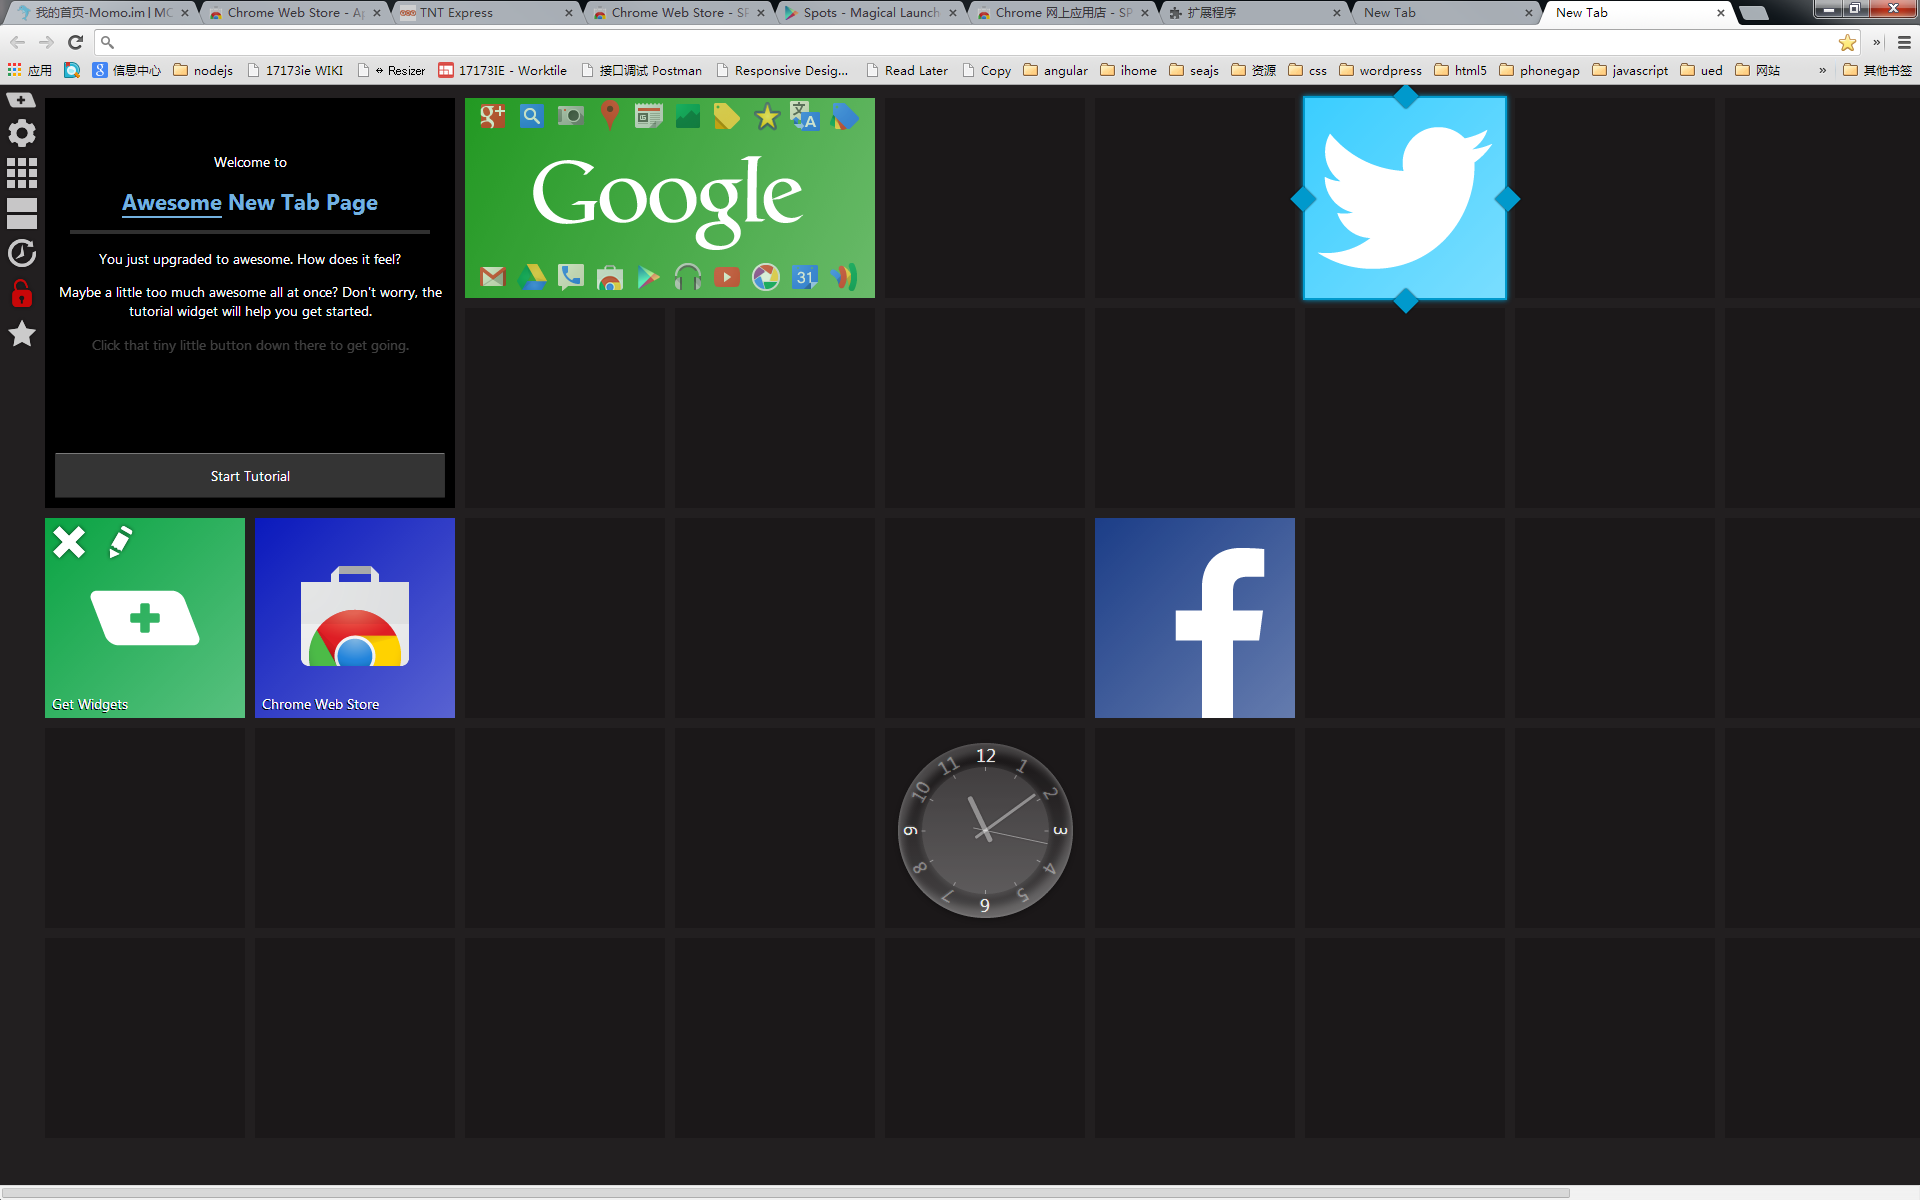 我的首页-Momo.im | MC
Chrome Web Store - Ap
TNT Express
Chrome Web Store - SP
Spots - Magical Launch
Chrome 网上应用店 - SP
扩展程序
New Tab
New Tab
应用
信息中心
nodejs
17173ie WIKI
↔ Resizer
17173IE - Worktile
接口调试 Postman
Responsive Desig...
Read Later
Copy
angular
ihome
seajs
资源
css
wordpress
html5
phonegap
javascript
ued
网站
»
其他书签
Welcome to
Awesome New Tab Page
You just upgraded to awesome. How does it feel?
Maybe a little too much awesome all at once? Don't worry, the
tutorial widget will help you get started.
Click that tiny little button down there to get going.
Start Tutorial
Google
31
Get Widgets
Chrome Web Store
12
1
2
3
4
5
6
7
8
9
10
11